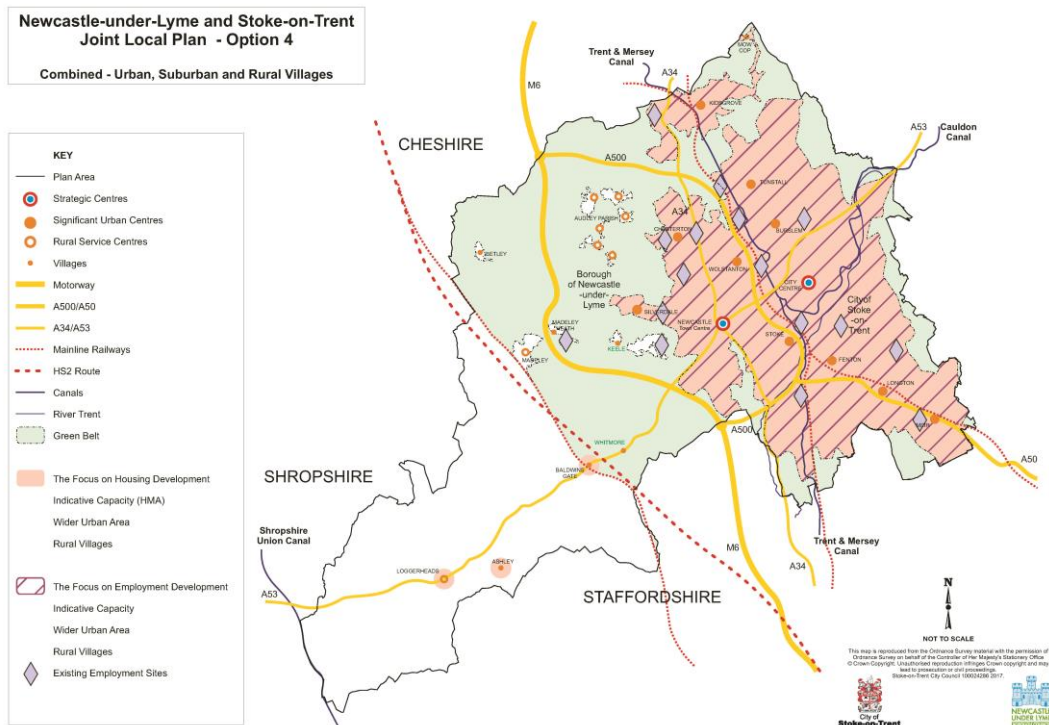 Newcastle-under-Lyme and Stoke-on-Trent
Joint Local Plan - Option 4
Combined - Urban, Suburban and Rural Villages
KEY
Plan Area
Strategic Centres
Significant Urban Centres
Rural Service Centres
Villages
Motorway
A500/A50
A34/A53
Mainline Railways
HS2 Route
Canals
River Trent
Green Belt
The Focus on Housing Development
Indicative Capacity (HMA)
Wider Urban Area
Rural Villages
The Focus on Employment Development
Indicative Capacity
Wider Urban Area
Rural Villages
Existing Employment Sites
MOW
COP
Trent & Mersey
Canal
A34
M6
KIDSGROVE
A53
Cauldon
Canal
CHESHIRE
A500
TUNSTALL
AUDLEY PARISH
A34
CHESTERTON
BURSLEM
BETLEY
WOLSTANTON
Borough
of Newcastle
-under-
Lyme
CITY
CENTRE
City of
Stoke
-on-
Trent
SILVERDALE
MADELEY
HEATH
NEWCASTLE
Town Centre
KEELE
STOKE
MADELEY
FENTON
LONGTON
A500
WHITMORE
BALDWINS
GATE
A50
SHROPSHIRE
Shropshire
Union Canal
Trent & Mersey
Canal
M6
ASHLEY
LOGGERHEADS
A34
A53
STAFFORDSHIRE
N
NOT TO SCALE
This map is reproduced from the Ordnance Survey material with the permission of
Ordnance Survey on behalf of the Controller of Her Majesty's Stationery Office
© Crown Copyright. Unauthorised reproduction infringes Crown copyright and may
lead to prosecution or civil proceedings.
Stoke-on-Trent City Council 100024286 2017.
City of
Stoke-on-Trent
NEWCASTLE
UNDER LYME